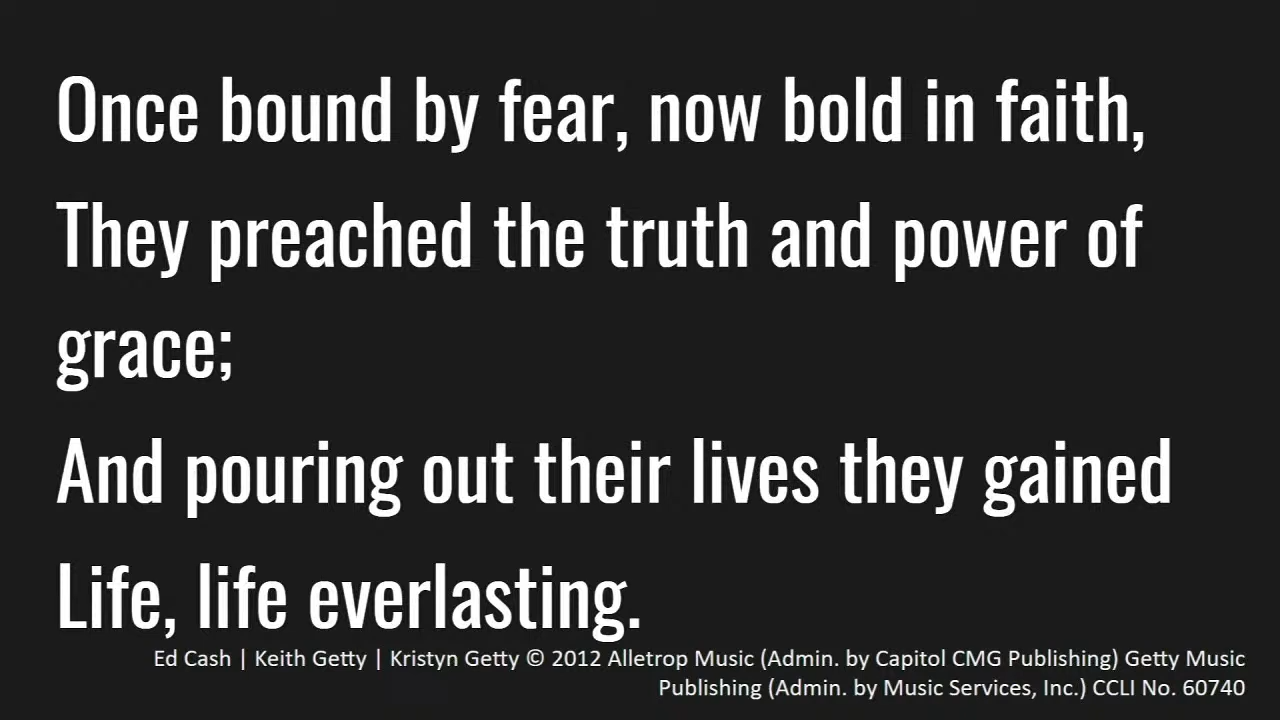 Once bound by fear, now bold in faith,
They preached the truth and power of
grace;
And pouring out their lives they gained
Life, life everlasting.
Ed Cash | Keith Getty | Kristyn Getty © 2012 Alletrop Music (Admin. by Capitol CMG Publishing) Getty Music
Publishing (Admin. by Music Services, Inc.) CCLI No. 60740